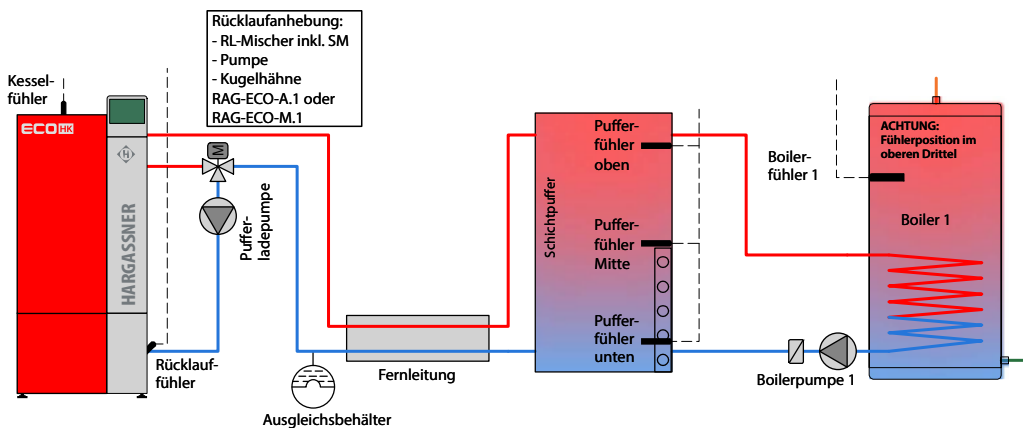 Rücklaufanhebung:
- RL-Mischer inkl. SM
- Pumpe
- Kugelhähne
RAG-ECO-A.1 oder
RAG-ECO-M.1
Kessel-
fühler
ECO HK
H
HARGASSNER
M
Puffer-
ladepumpe
Rücklauf-
fühler
Ausgleichsbehälter
Fernleitung
Schichtpuffer
Puffer-
fühler
oben
Puffer-
fühler
Mitte
Puffer-
fühler
unten
Boiler-
fühler 1
ACHTUNG:
Fühlerposition im
oberen Drittel
Boiler 1
Boilerpumpe 1